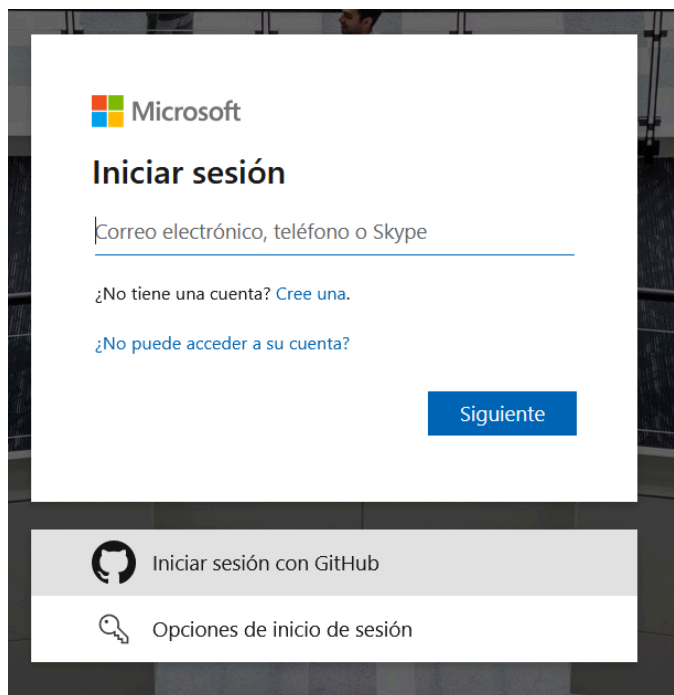 Microsoft
Iniciar sesión
Correo electrónico, teléfono o Skype
¿No tiene una cuenta? Cree una.
¿No puede acceder a su cuenta?
Siguiente
Iniciar sesión con GitHub
Opciones de inicio de sesión